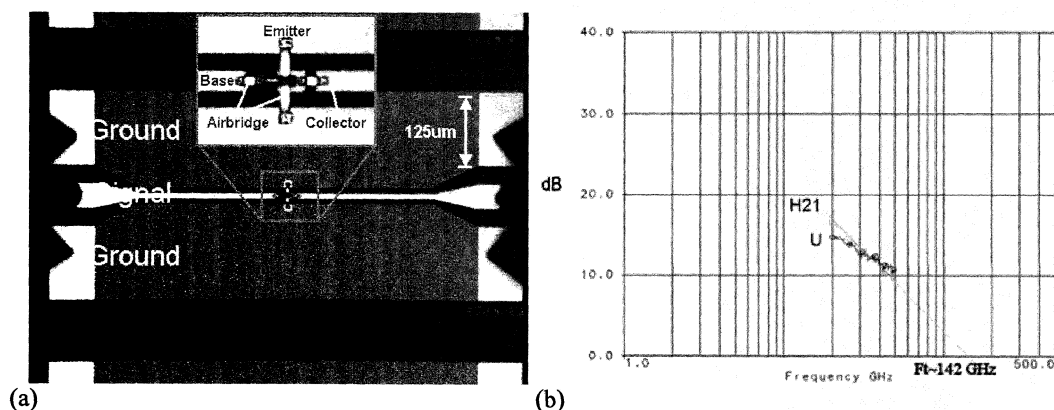 Emitter
Base
Airbridge Collector
125um
Ground
Signal
Ground
(a)
40.0
30.0
20.0
10.0
0.0
dB
H21
U
1.0
500.0
Frequency GHz
Ft~142 GHz
(b)